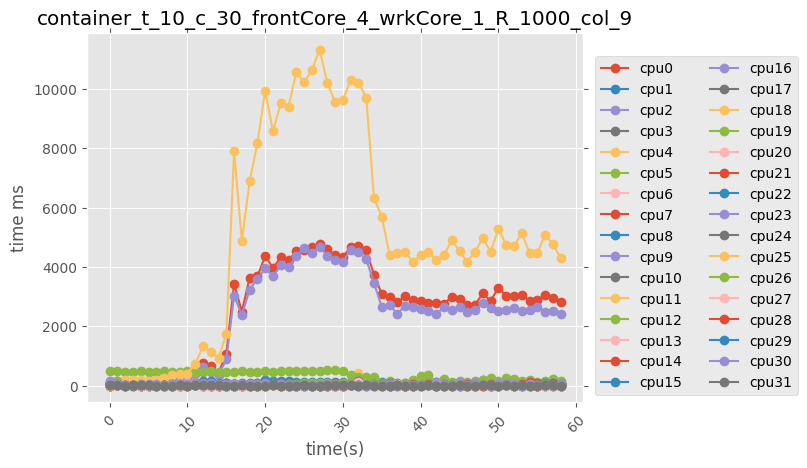 container_t_10_c_30_frontCore_4_wrkCore_1_R_1000_col_9
time ms
10000
8000
6000
4000
2000
0
0
10
20
30
40
50
60
time(s)
cpu0
cpu1
cpu2
cpu3
cpu4
cpu5
cpu6
cpu7
cpu8
cpu9
cpu10
cpu11
cpu12
cpu13
cpu14
cpu15
cpu16
cpu17
cpu18
cpu19
cpu20
cpu21
cpu22
cpu23
cpu24
cpu25
cpu26
cpu27
cpu28
cpu29
cpu30
cpu31